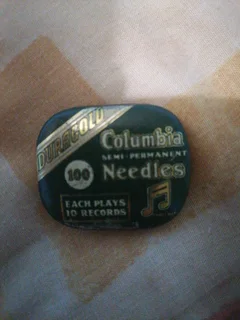 DURAGOLD
Columbia
SEMI-PERMANENT
100 Needles
EACH PLAYS
10 RECORDS